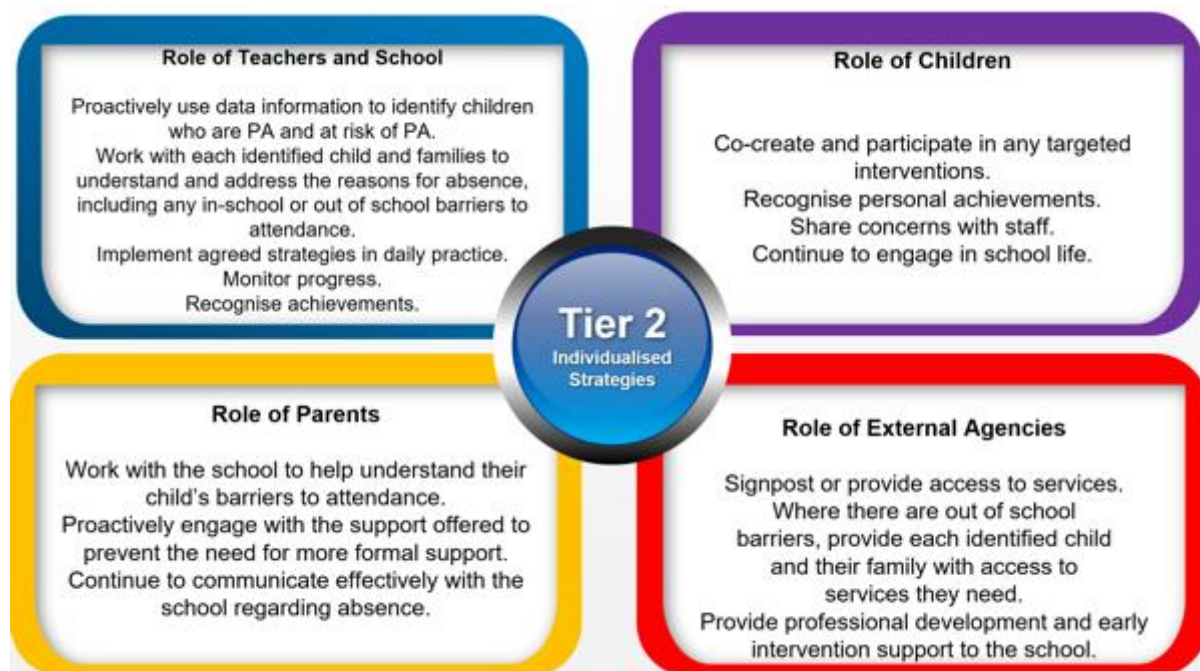 Role of Teachers and School
Proactively use data information to identify children
who are PA and at risk of PA.
Work with each identified child and families to
understand and address the reasons for absence,
including any in-school or out of school barriers to
attendance.
Implement agreed strategies in daily practice.
Monitor progress.
Recognise achievements.
Role of Children
Co-create and participate in any targeted
interventions.
Recognise personal achievements.
Share concerns with staff.
Continue to engage in school life.
Tier 2
Individualised
Strategies
Role of Parents
Work with the school to help understand their
child's barriers to attendance.
Proactively engage with the support offered to
prevent the need for more formal support.
Continue to communicate effectively with the
school regarding absence.
Role of External Agencies
Signpost or provide access to services.
Where there are out of school
barriers, provide each identified child
and their family with access to
services they need.
Provide professional development and early
intervention support to the school.